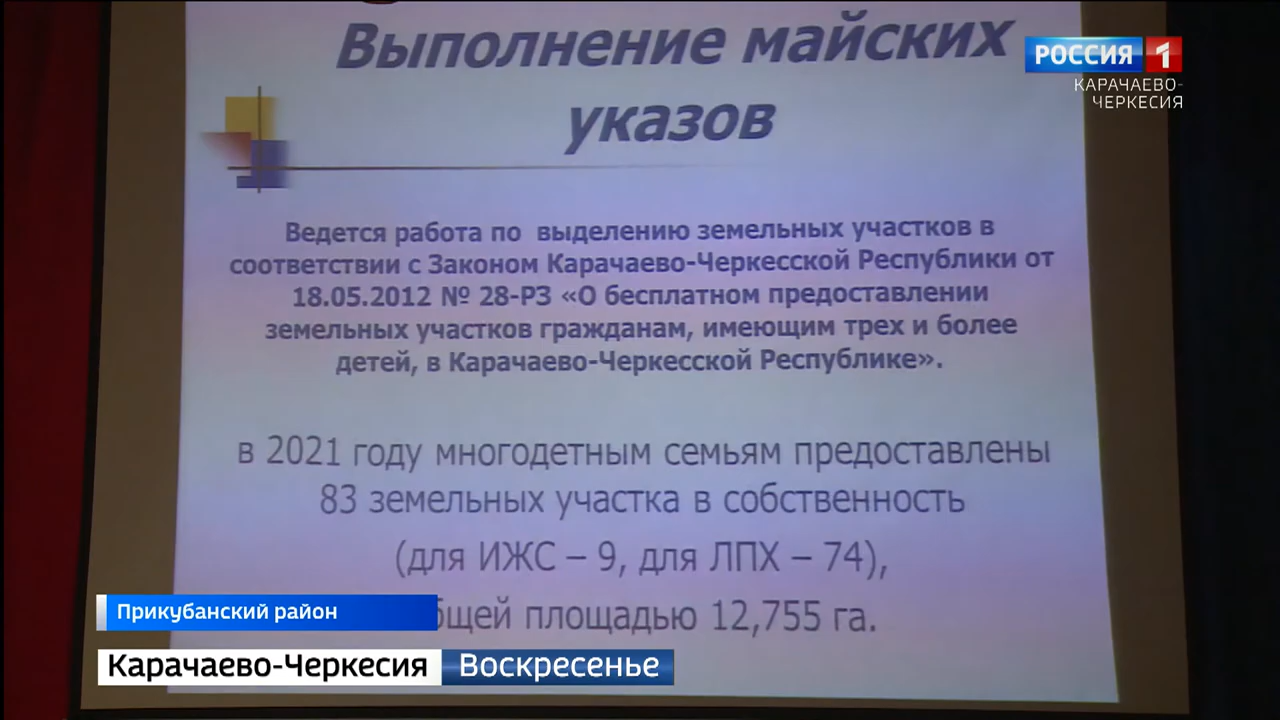 Выполнение майских
указов
РОССИЯ 1
КАРАЧАЕВО-
ЧЕРКЕСИЯ
Ведется работа по выделению земельных участков в
соответствии с Законом Карачаево-Черкесской Республики от
18.05.2012 № 28-РЗ «О бесплатном предоставлении
земельных участков гражданам, имеющим трех и более
детей, в Карачаево-Черкесской Республике».
в 2021 году многодетным семьям предоставлены
83 земельных участка в собственность
(для ИЖС – 9, для ЛПХ – 74),
площадью 12,755 га.
Прикубанский район
Карачаево-Черкесия Воскресенье